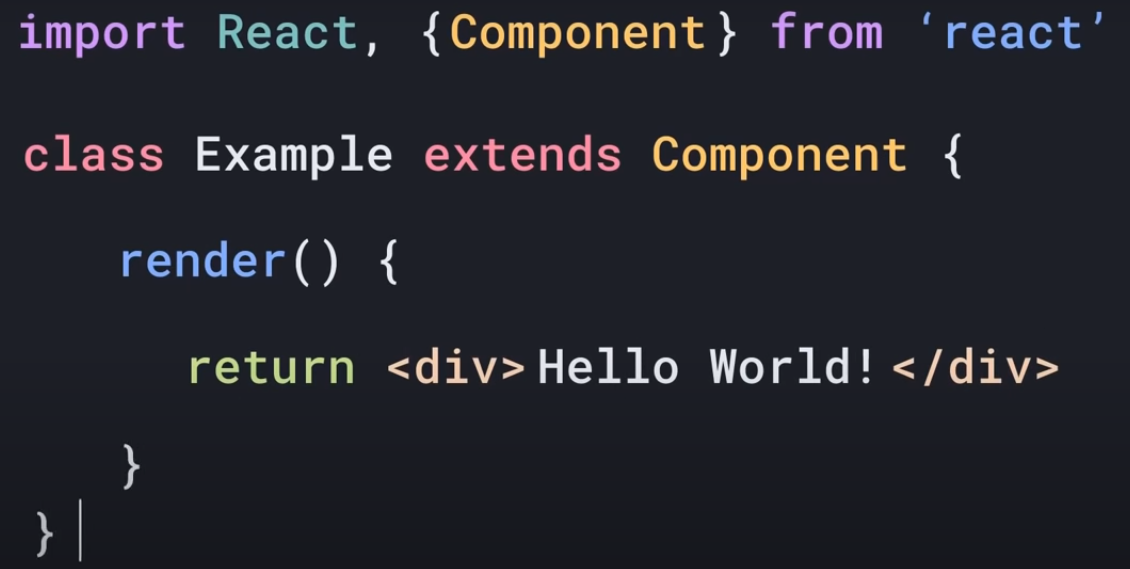 import React, {Component} from ‘react’
class Example extends Component {
render() {
return <div>Hello World!</div>
}
}